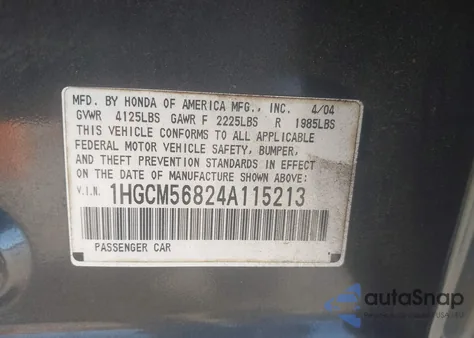 MFD. BY HONDA OF AMERICA MFG., INC. 4/04
GVWR 4125LBS GAWR F 2225LBS R 1985LBS
THIS VEHICLE CONFORMS TO ALL APPLICABLE
FEDERAL MOTOR VEHICLE SAFETY, BUMPER,
AND THEFT PREVENTION STANDARDS IN EFFECT
ON THE DATE OF MANUFACTURE SHOWN ABOVE.
V.I.N. 1HGCM56824A115213
PASSENGER CAR
autoSnap